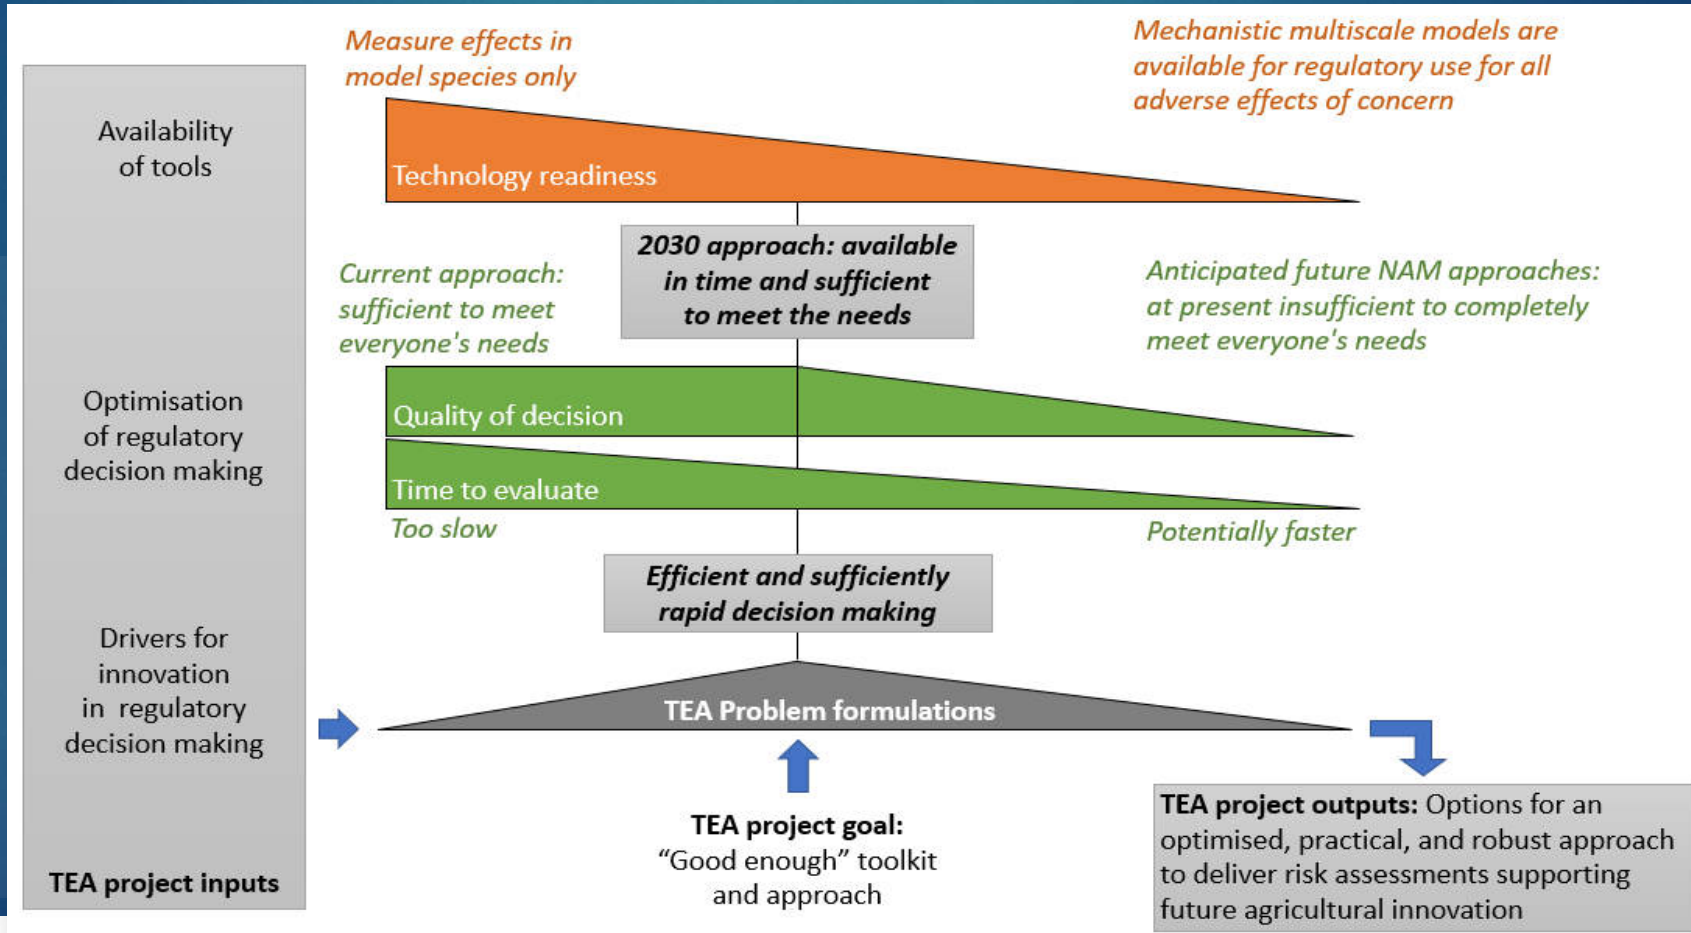 Measure effects in
model species only
Mechanistic multiscale models are
available for regulatory use for all
adverse effects of concern
Availability
of tools
Technology readiness
2030 approach: available
in time and sufficient
to meet the needs
Current approach:
sufficient to meet
everyone's needs
Anticipated future NAM approaches:
at present insufficient to completely
meet everyone's needs
Optimisation
of regulatory
decision making
Quality of decision
Time to evaluate
Too slow
Potentially faster
Efficient and sufficiently
rapid decision making
Drivers for
innovation
in regulatory
decision making
TEA Problem formulations
TEA project goal:
“Good enough” toolkit
and approach
TEA project inputs
TEA project outputs: Options for an
optimised, practical, and robust approach
to deliver risk assessments supporting
future agricultural innovation